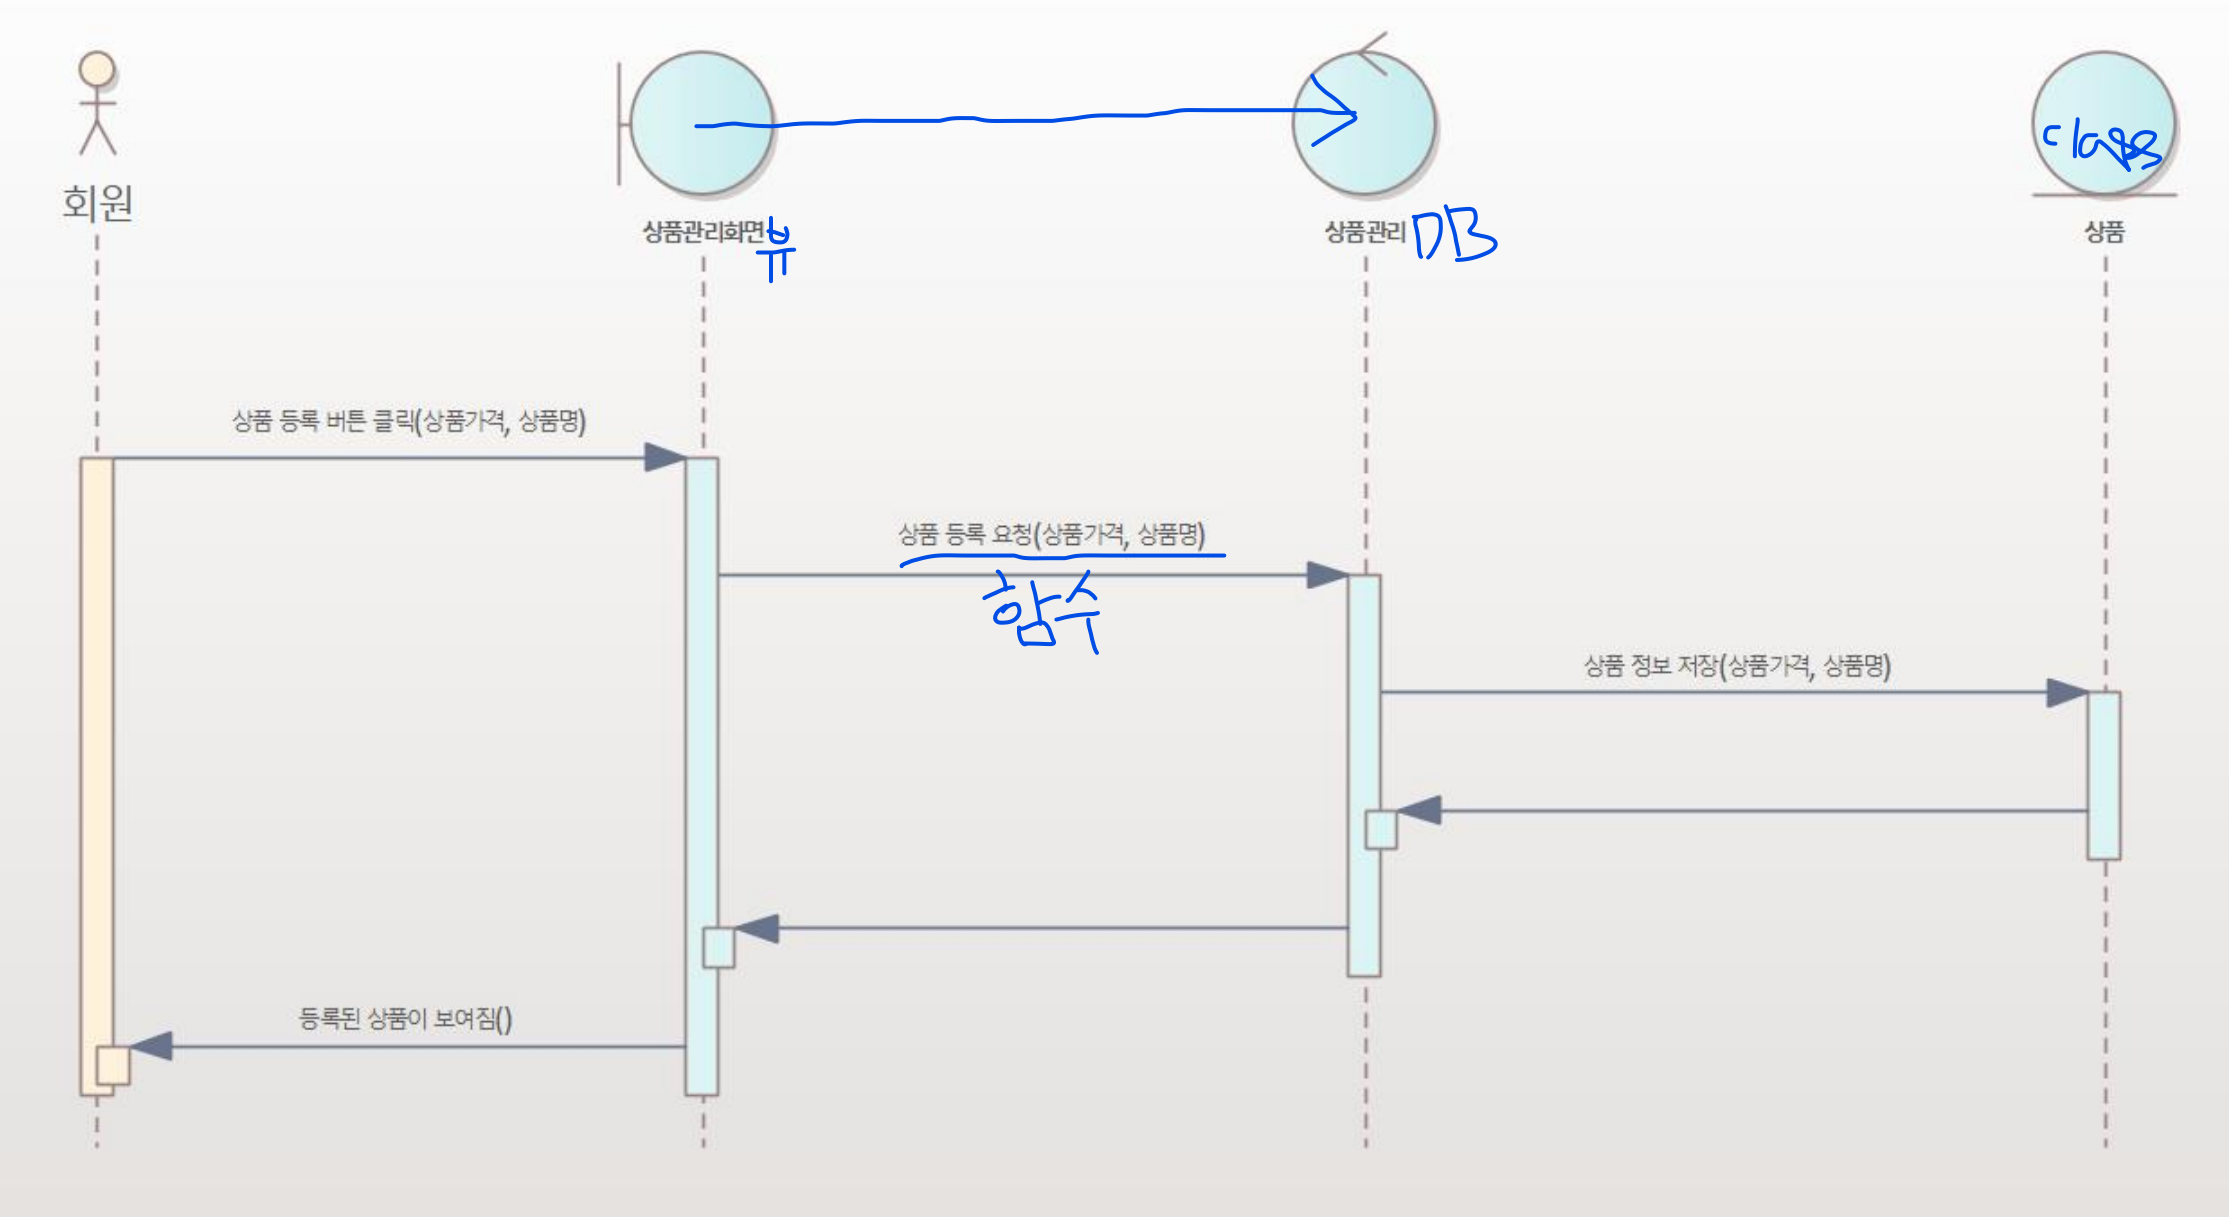 class
회원
상품관리화면 뷰
상품관리 DB
상품
상품 등록 버튼 클릭(상품가격, 상품명)
상품 등록 요청(상품가격, 상품명)
함수
상품 정보 저장(상품가격, 상품명)
등록된 상품이 보여짐()